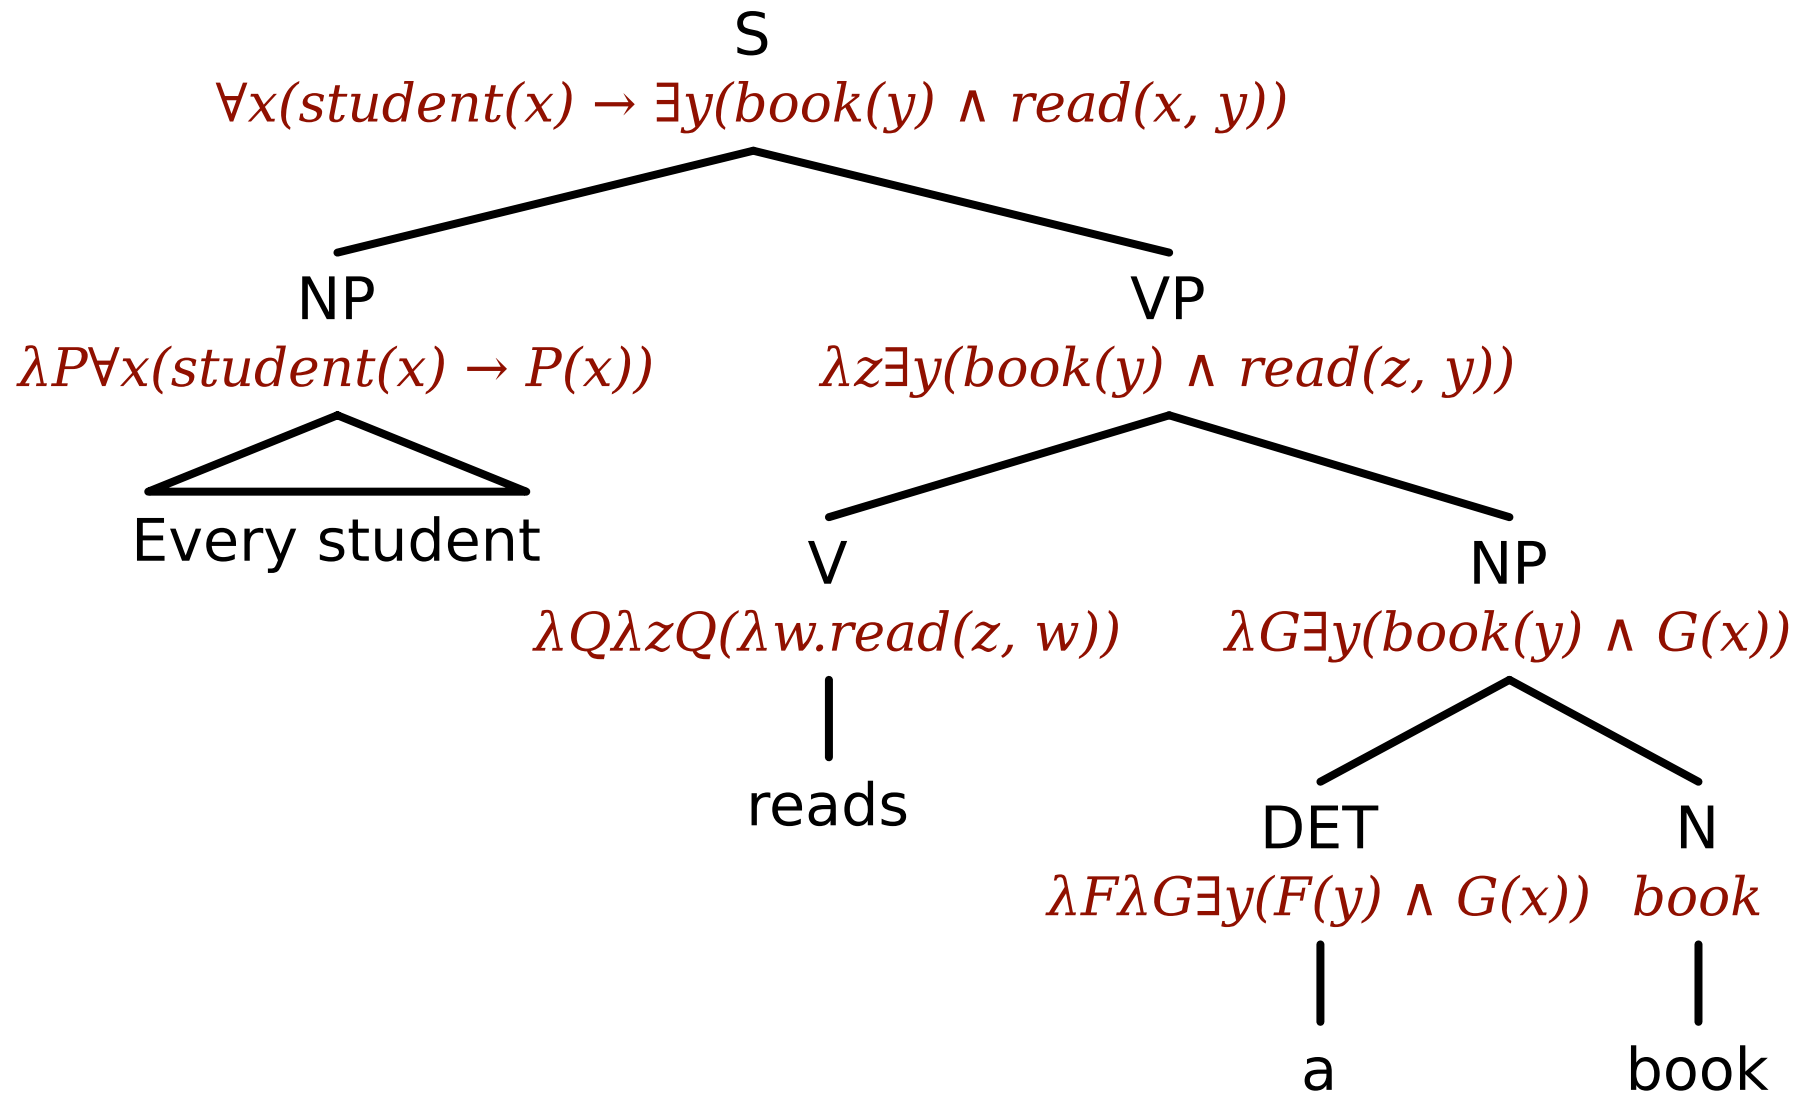 S
∀x(student(x) → ∃y(book(y) ∧ read(x, y))
NP VP
λP∀x(student(x) → P(x)) λz∃y(book(y) ∧ read(z, y))
Every student
V NP
λQλzQ(λw.read(z, w)) λG∃y(book(y) ∧ G(x))
reads
DET N
λFλG∃y(F(y) ∧ G(x)) book
a book